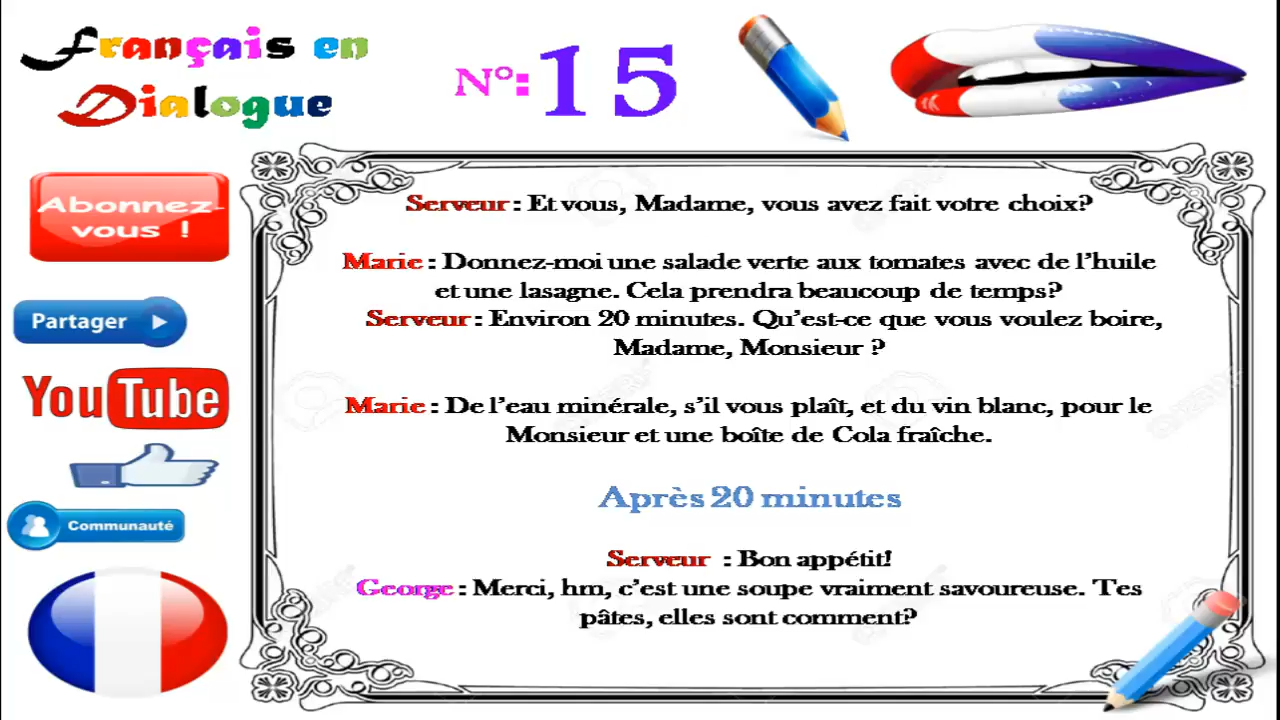 Français en
Dialogue
N°:15
Abonnez-
vous !
Partager
YouTube
Communauté
Serveur : Et vous, Madame, vous avez fait votre choix?
Marie : Donnez-moi une salade verte aux tomates avec de l'huile
et une lasagne. Cela prendra beaucoup de temps?
Serveur : Environ 20 minutes. Qu'est-ce que vous voulez boire,
Madame, Monsieur ?
Marie : De l'eau minérale, s'il vous plaît, et du vin blanc, pour le
Monsieur et une boîte de Cola fraîche.
Après 20 minutes
Serveur : Bon appétit!
George : Merci, hm, c'est une soupe vraiment savoureuse. Tes
pâtes, elles sont comment?